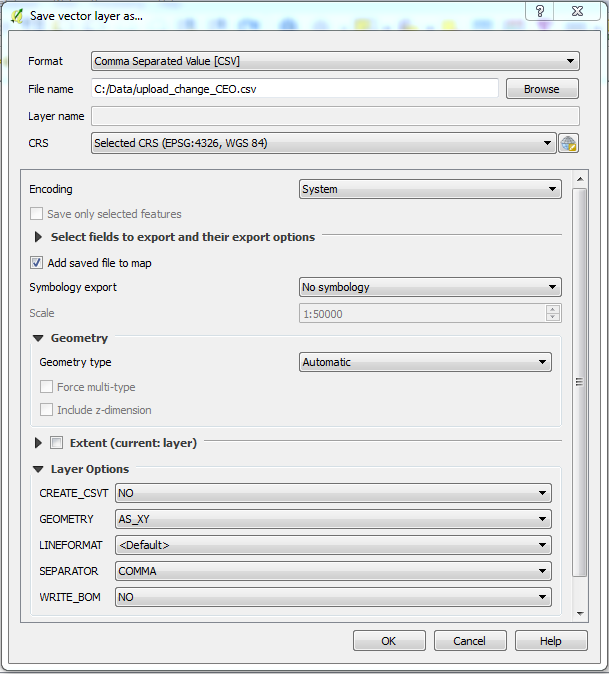 Save vector layer as...
Format Comma Separated Value [CSV]
File name C:/Data/upload_change_CEO.csv Browse
Layer name
CRS Selected CRS (EPSG:4326, WGS 84)
Encoding System
Save only selected features
Select fields to export and their export options
Add saved file to map
Symbology export No symbology
Scale 1:50000
Geometry
Geometry type Automatic
Force multi-type
Include z-dimension
Extent (current: layer)
Layer Options
CREATE_CSVT NO
GEOMETRY AS_XY
LINEFORMAT <Default>
SEPARATOR COMMA
WRITE_BOM NO
OK Cancel Help